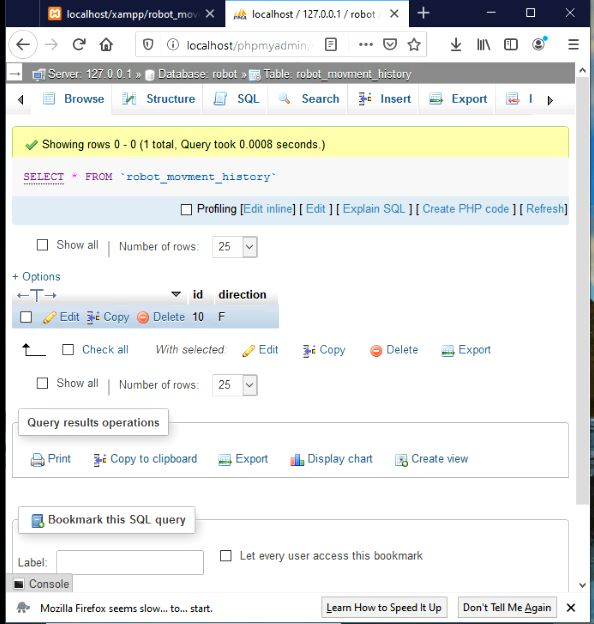 localhost/xampp/robot_mov
localhost / 127.0.0.1 / robot
localhost/phpmyadmin/
Server: 127.0.0.1 » Database: robot » Table: robot_movment_history
Browse Structure SQL Search Insert Export I
Showing rows 0 - 0 (1 total, Query took 0.0008 seconds.)
SELECT * FROM `robot_movment_history`
Profiling [Edit inline] [ Edit ] [ Explain SQL ] [ Create PHP code ] [ Refresh]
Show all | Number of rows: 25
+ Options
←T→ id direction
Edit Copy Delete 10 F
Check all With selected: Edit Copy Delete Export
Show all | Number of rows: 25
Query results operations
Print Copy to clipboard Export Display chart Create view
Bookmark this SQL query
Label: Let every user access this bookmark
Console
Mozilla Firefox seems slow... to... start. Learn How to Speed It Up Don't Tell Me Again